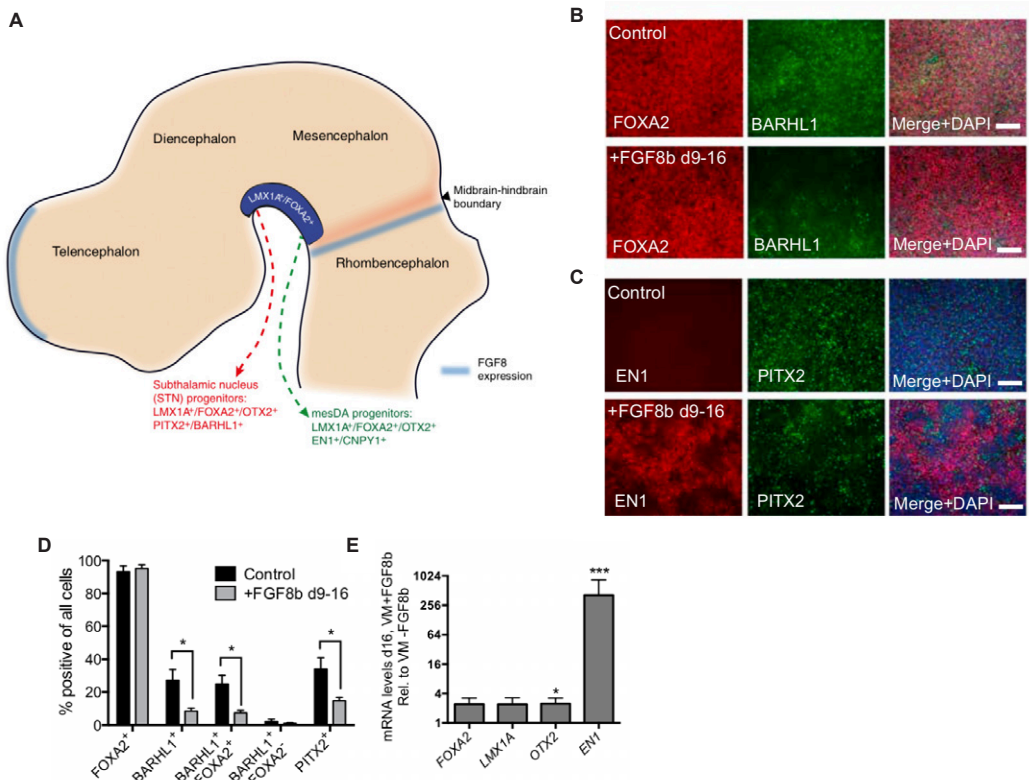 A
Diencephalon
Mesencephalon
LMX1A⁺/FOXA2⁺
Midbrain-hindbrain
boundary
Telencephalon
Rhombencephalon
FGF8
expression
Subthalamic nucleus
(STN) progenitors:
LMX1A⁺/FOXA2⁺/OTX2⁺
PITX2⁺/BARHL1⁺
mesDA progenitors:
LMX1A⁺/FOXA2⁺/OTX2⁺
EN1⁺/CNPY1⁺
B
Control
FOXA2
BARHL1
Merge+DAPI
+FGF8b d9-16
FOXA2
BARHL1
Merge+DAPI
C
Control
EN1
PITX2
Merge+DAPI
+FGF8b d9-16
EN1
PITX2
Merge+DAPI
D
% positive of all cells
100
80
60
40
20
0
Control
+FGF8b d9-16
*
*
*
FOXA2⁺
BARHL1⁺
BARHL1⁺
FOXA2⁺
BARHL1⁺
FOXA2⁻
PITX2⁺
E
mRNA levels d16, VM+FGF8b
Rel. to VM -FGF8b
1024
256
64
16
4
1
*
***
FOXA2
LMX1A
OTX2
EN1